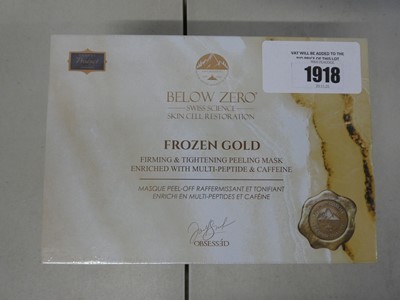 VAT WILL BE ADDED TO THE
1918
BELOW ZERO®
SWISS SCIENCE
SKIN CELL RESTORATION
FROZEN GOLD
FIRMING & TIGHTENING PEELING MASK
ENRICHED WITH MULTI-PEPTIDE & CAFFEINE
MASQUE PEEL-OFF RAFFERMISSANT ET TONIFIANT
ENRICHI EN MULTI-PEPTIDES ET CAFÉINE
OBSESSED